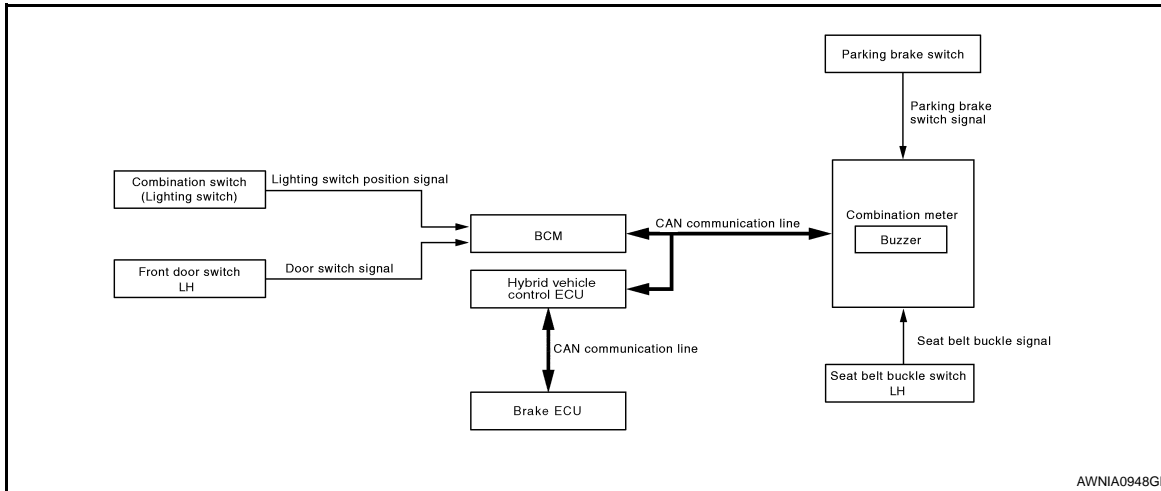 Parking brake switch
Parking brake
switch signal
Combination switch
(Lighting switch)
Lighting switch position signal
BCM
CAN communication line
Combination meter
Buzzer
Front door switch
LH
Door switch signal
Hybrid vehicle
control ECU
CAN communication line
Seat belt buckle signal
Seat belt buckle switch
LH
Brake ECU